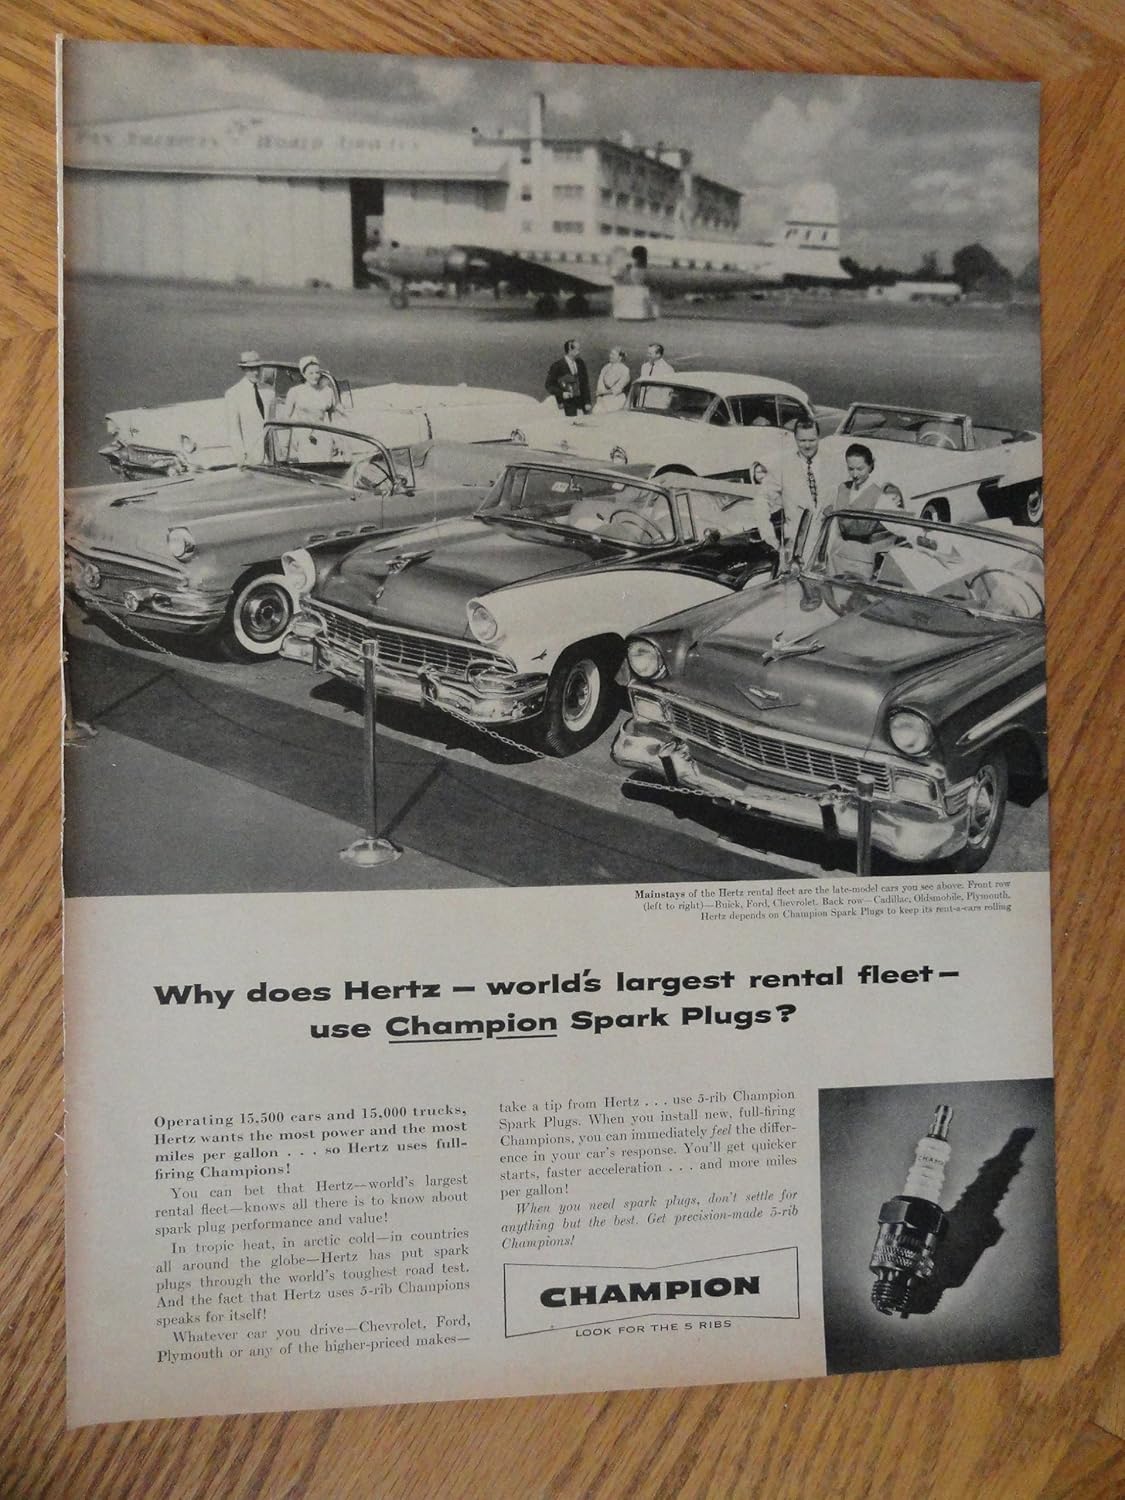 Mainstays of the Hertz rental fleet are the late-model cars you see above. Front row
(left to right)—Buick, Ford, Chevrolet. Back row—Cadillac, Oldsmobile, Plymouth.
Hertz depends on Champion Spark Plugs to keep its rent-a-cars rolling
Why does Hertz — world's largest rental fleet—
use Champion Spark Plugs?
Operating 15,500 cars and 15,000 trucks,
Hertz wants the most power and the most
miles per gallon . . . so Hertz uses full-
firing Champions!
You can bet that Hertz—world's largest
rental fleet—knows all there is to know about
spark plug performance and value!
In tropic heat, in arctic cold—in countries
all around the globe—Hertz has put spark
plugs through the world's toughest road test.
And the fact that Hertz uses 5-rib Champions
speaks for itself!
Whatever car you drive—Chevrolet, Ford,
Plymouth or any of the higher-priced makes—
take a tip from Hertz . . . use 5-rib Champion
Spark Plugs. When you install new, full-firing
Champions, you can immediately feel the differ-
ence in your car's response. You'll get quicker
starts, faster acceleration . . . and more miles
per gallon!
When you need spark plugs, don't settle for
anything but the best. Get precision-made 5-rib
Champions!
CHAMPION
LOOK FOR THE 5 RIBS